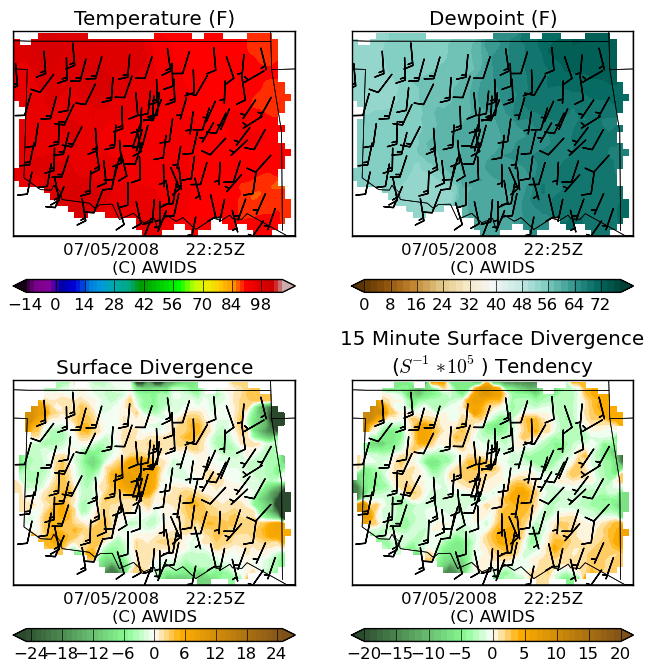 Temperature (F)
Dewpoint (F)
07/05/2008 22:25Z
(C) AWIDS
−14 0 14 28 42 56 70 84 98
07/05/2008 22:25Z
(C) AWIDS
0 8 16 24 32 40 48 56 64 72
Surface Divergence
15 Minute Surface Divergence
(S⁻¹ *10⁵ ) Tendency
07/05/2008 22:25Z
(C) AWIDS
−24 −18 −12 −6 0 6 12 18 24
07/05/2008 22:25Z
(C) AWIDS
−20 −15 −10 −5 0 5 10 15 20